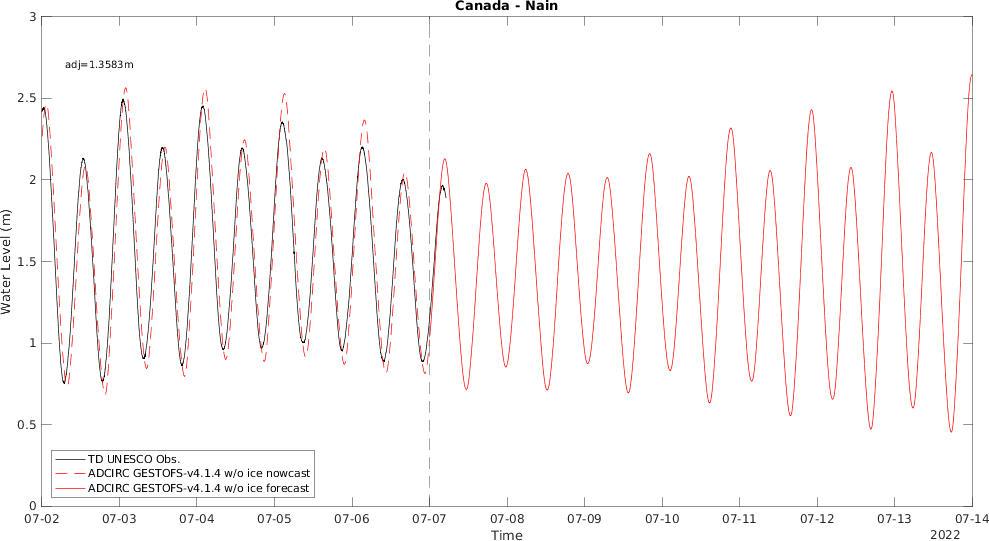 Canada - Nain
3
2.5
2
1.5
1
0.5
0
Water Level (m)
adj=1.3583m
TD UNESCO Obs.
ADCIRC GESTOFS-v4.1.4 w/o ice nowcast
ADCIRC GESTOFS-v4.1.4 w/o ice forecast
07-02 07-03 07-04 07-05 07-06 07-07 07-08 07-09 07-10 07-11 07-12 07-13 07-14
Time
2022